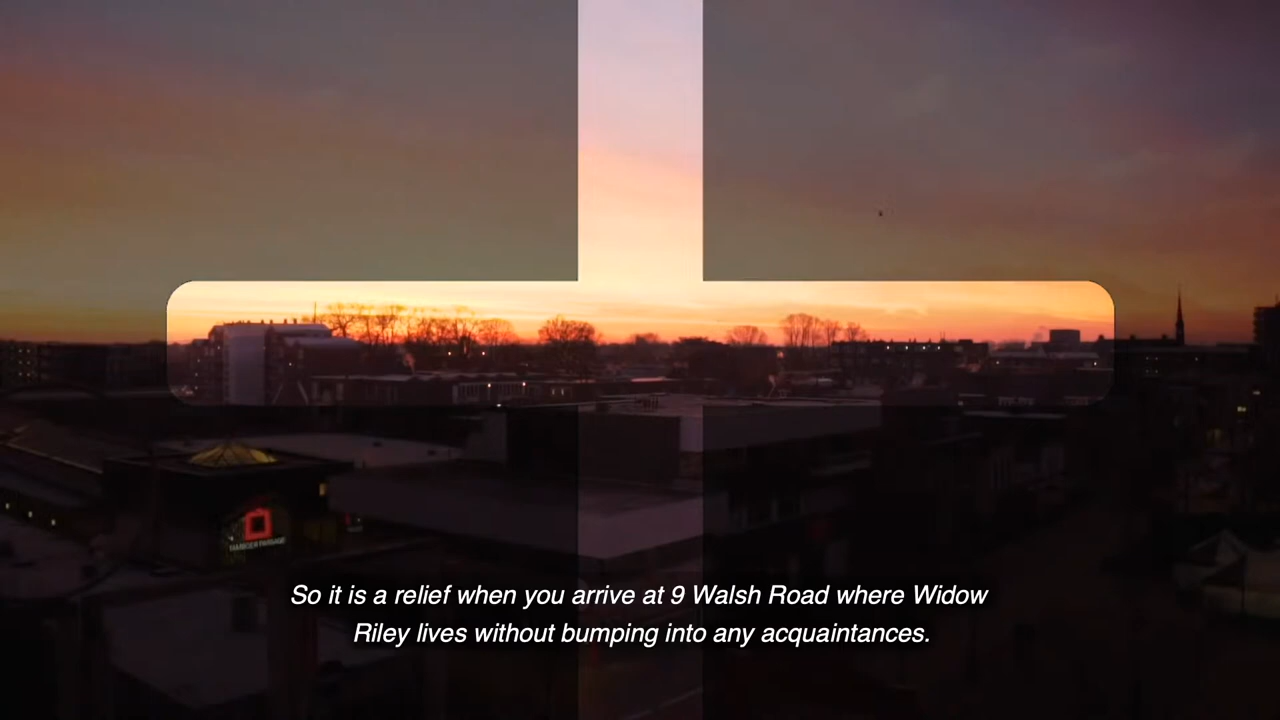 So it is a relief when you arrive at 9 Walsh Road where Widow
Riley lives without bumping into any acquaintances.